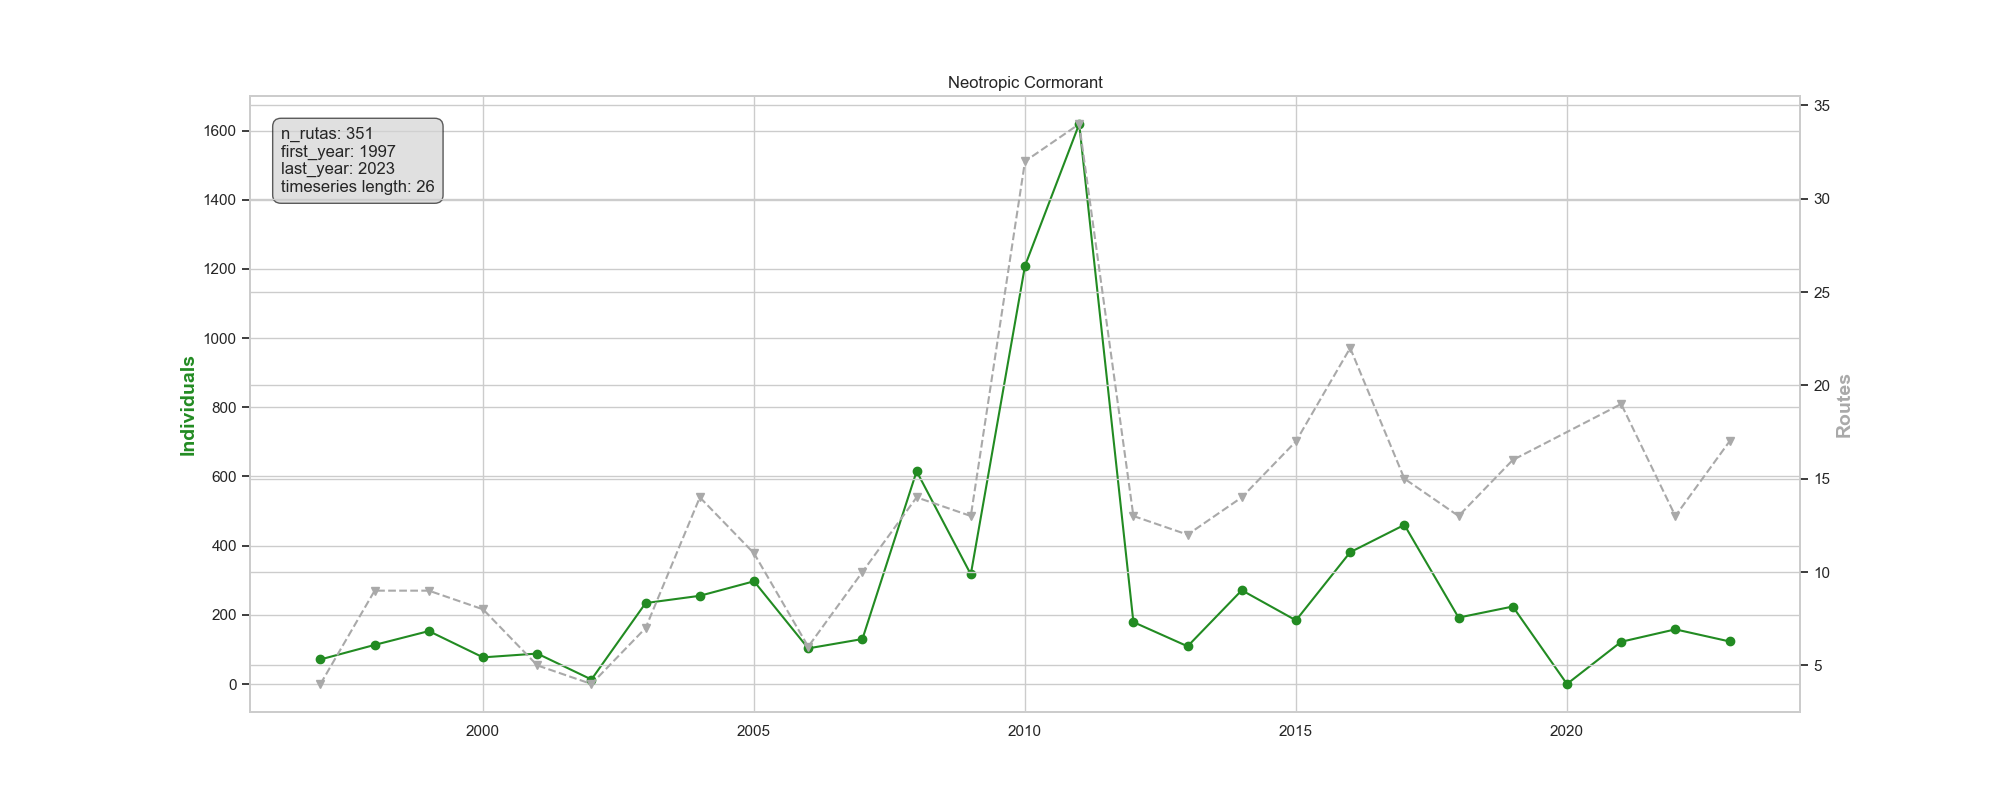 Neotropic Cormorant
n_rutas: 351
first_year: 1997
last_year: 2023
timeseries length: 26
1600
1400
1200
1000
800
600
400
200
0
Individuals
35
30
25
20
15
10
5
Routes
2000 2005 2010 2015 2020